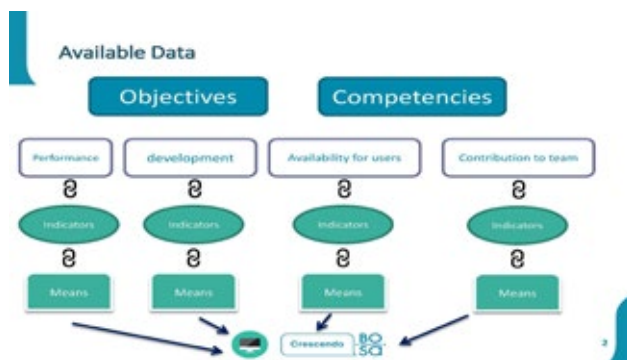 Available Data
Objectives Competencies
Performance development Availability for users Contribution to team
Indicators Indicators Indicators Indicators
Means Means Means Means
Crescendo BOSa
2